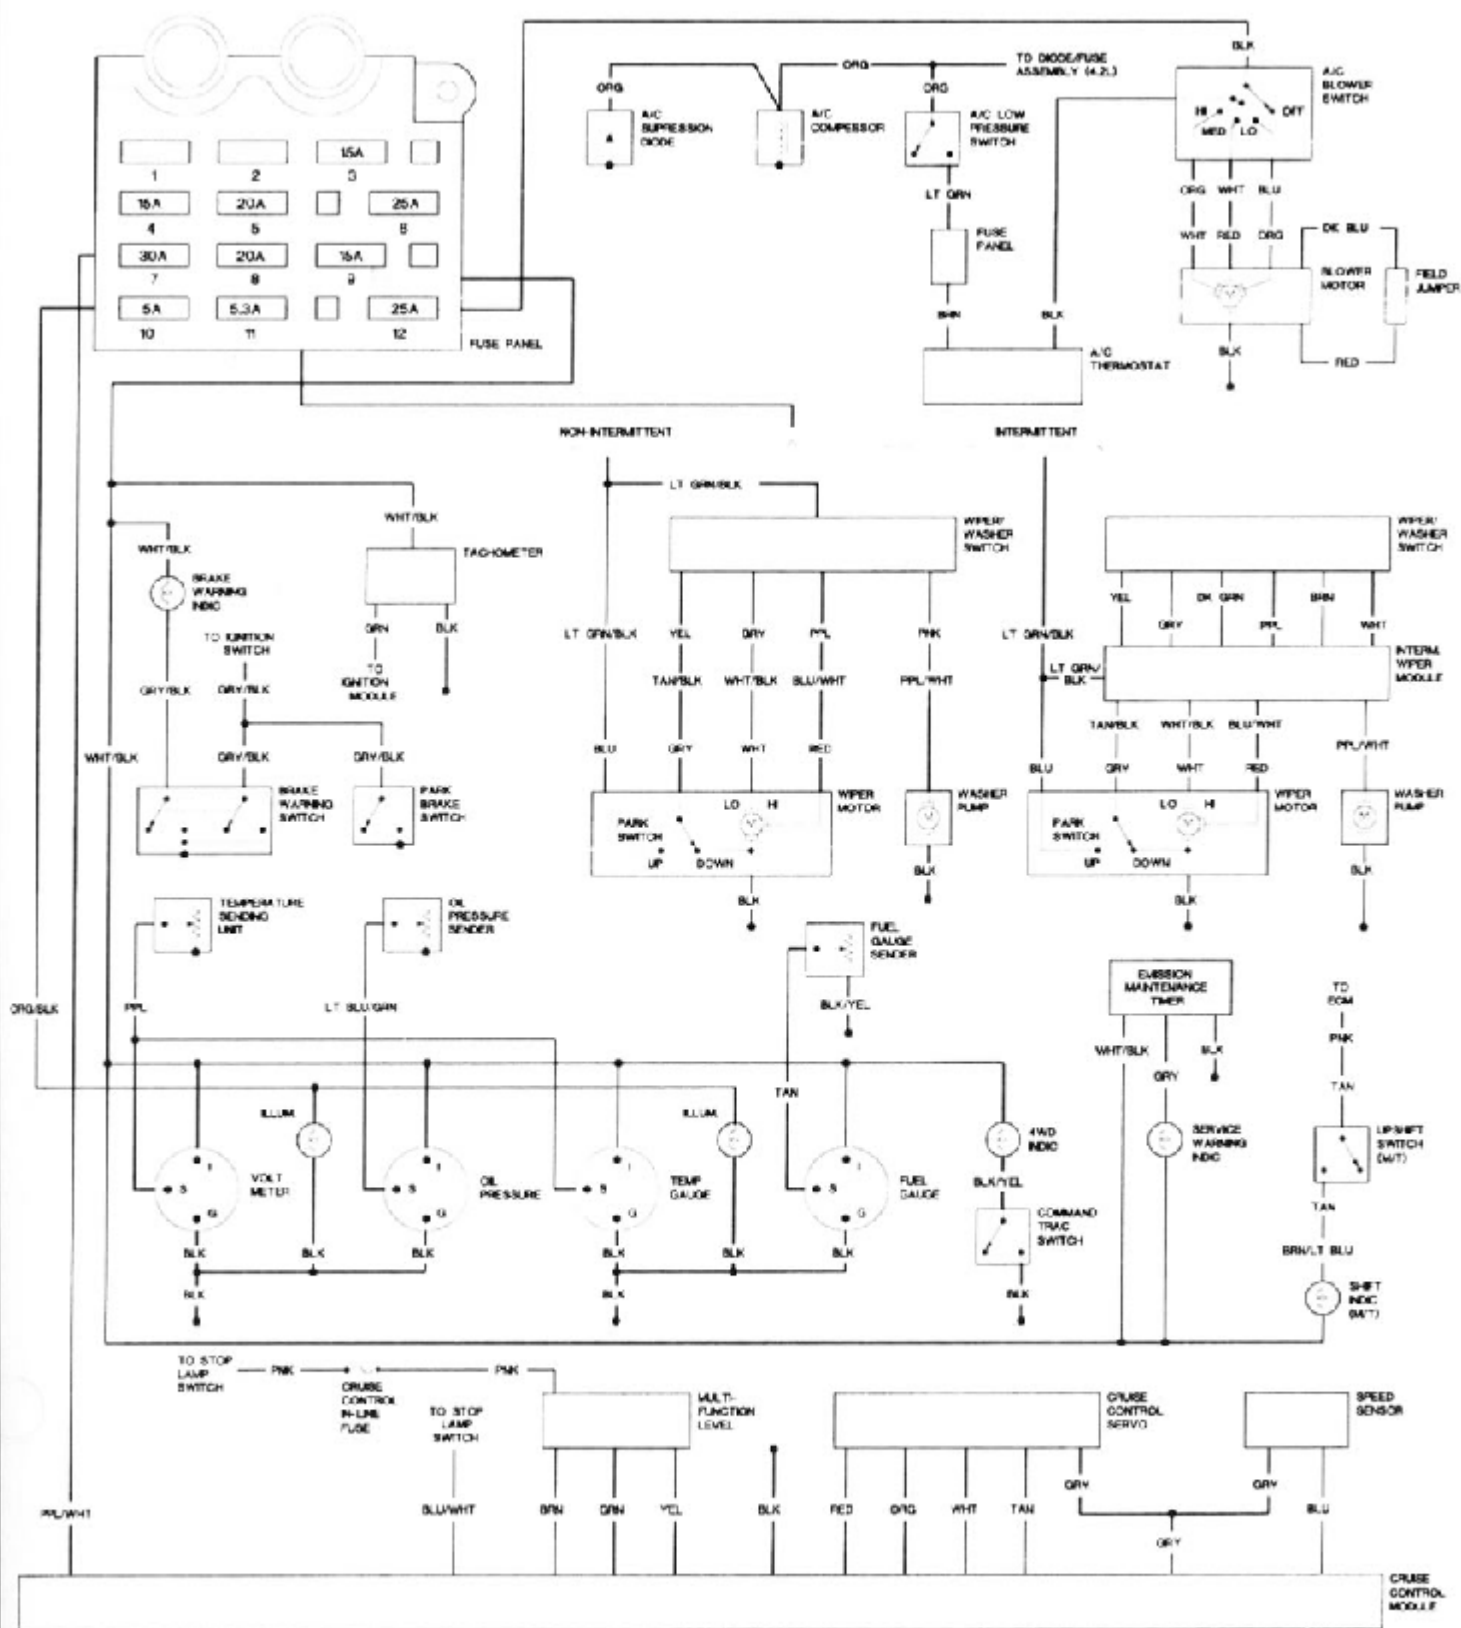 BLK
ORG
TO DIODE/FUSE
ASSEMBLY (4.2L)
A/C
BLOWER
SWITCH
ORG
ORG
HI
OFF
MED
LO
A/C
SUPRESSION
DIODE
A/C
COMPESSOR
A/C LOW
PRESSURE
SWITCH
15A
1
2
3
15A
20A
25A
4
5
6
30A
20A
15A
7
8
9
5A
5.3A
25A
10
11
12
FUSE PANEL
LT GRN
ORG
WHT
BLU
FUSE
PANEL
WHT
RED
ORG
DK BLU
BLOWER
MOTOR
FIELD
JUMPER
BRN
BLK
BLK
RED
A/C
THERMOSTAT
NON-INTERMITTENT
INTERMITTENT
LT GRN/BLK
WHT/BLK
WIPER/
WASHER
SWITCH
WIPER/
WASHER
SWITCH
WHT/BLK
TACHOMETER
BRAKE
WARNING
INDIC
YEL
DK GRN
BRN
GRY
PPL
WHT
TO IGNITION
SWITCH
GRN
BLK
LT GRN/BLK
YEL
GRY
PPL
PNK
LT GRN/BLK
TO
IGNITION
MODULE
LT GRN/
BLK
INTERM.
WIPER
MODULE
GRY/BLK
GRY/BLK
TAN/BLK
WHT/BLK
BLU/WHT
PPL/WHT
TAN/BLK
WHT/BLK
BLU/WHT
PPL/WHT
WHT/BLK
GRY/BLK
GRY/BLK
BLU
GRY
WHT
RED
BLU
GRY
WHT
RED
BRAKE
WARNING
SWITCH
PARK
BRAKE
SWITCH
LO
HI
WIPER
MOTOR
WASHER
PUMP
LO
HI
WIPER
MOTOR
WASHER
PUMP
PARK
SWITCH
UP
DOWN
PARK
SWITCH
UP
DOWN
BLK
BLK
BLK
BLK
TEMPERATURE
SENDING
UNIT
OIL
PRESSURE
SENDER
FUEL
GAUGE
SENDER
EMISSION
MAINTENANCE
TIMER
TO
ECM
ORG/BLK
PPL
LT BLU/GRN
BLK/YEL
PNK
WHT/BLK
BLK
GRY
TAN
TAN
ILLUM.
ILLUM.
4WD
INDIC
SERVICE
WARNING
INDIC
UPSHIFT
SWITCH
(M/T)
I
S
G
VOLT
METER
I
S
G
OIL
PRESSURE
I
S
G
TEMP
GAUGE
I
S
G
FUEL
GAUGE
BLK/YEL
COMMAND
TRAC
SWITCH
TAN
BLK
BLK
BLK
BLK
BLK
BLK
BRN/LT BLU
BLK
BLK
BLK
SHIFT
INDIC
(M/T)
TO STOP
LAMP
SWITCH
PNK
PNK
CRUISE
CONTROL
IN-LINE
FUSE
TO STOP
LAMP
SWITCH
MULTI-
FUNCTION
LEVEL
CRUISE
CONTROL
SERVO
SPEED
SENSOR
GRY
GRY
PPL/WHT
BLU/WHT
BRN
GRN
YEL
BLK
RED
ORG
WHT
TAN
BLU
GRY
CRUISE
CONTROL
MODULE